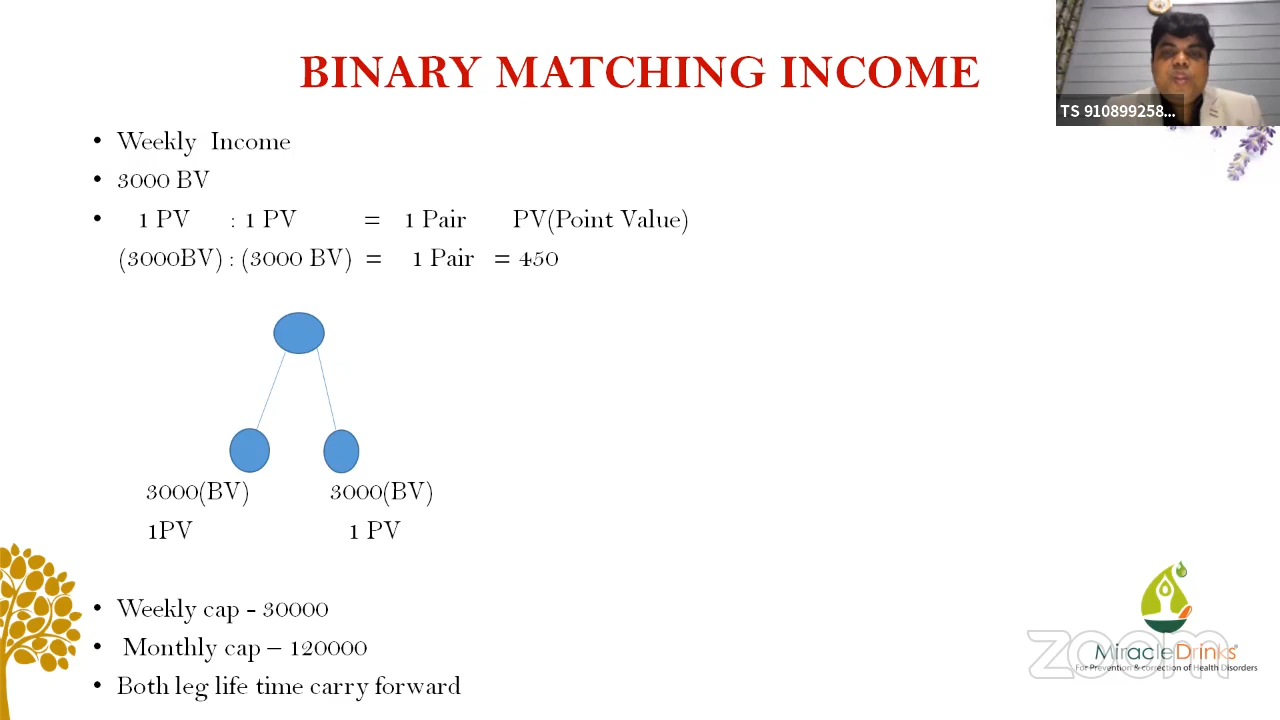 BINARY MATCHING INCOME
TS 910899258...
• Weekly Income
• 3000 BV
• 1 PV : 1 PV = 1 Pair PV(Point Value)
(3000BV) : (3000 BV) = 1 Pair = 450
3000(BV) 3000(BV)
1PV 1 PV
• Weekly cap - 30000
• Monthly cap – 120000
• Both leg life time carry forward
zoom
MiracleDrinks®
For Prevention & correction of Health Disorders